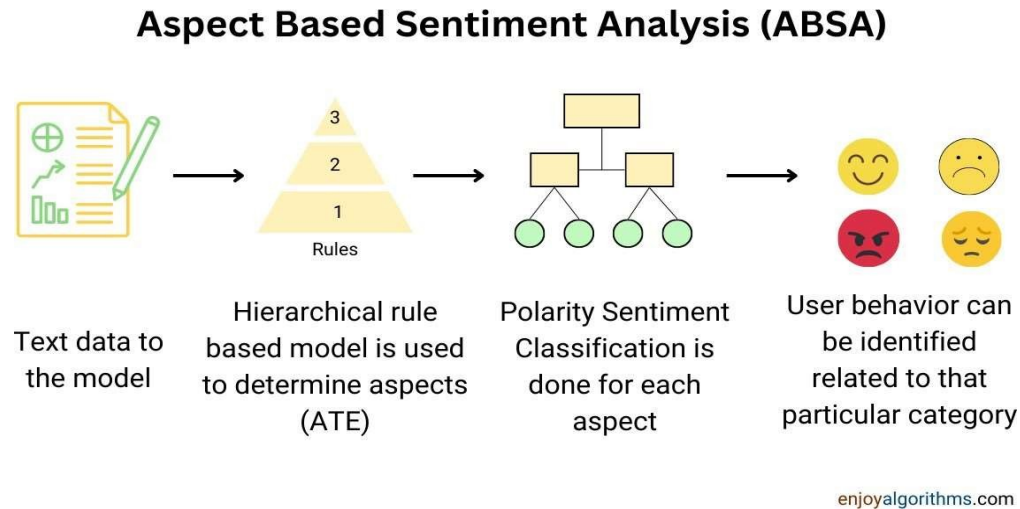 Aspect Based Sentiment Analysis (ABSA)
3
2
1
Rules
Text data to
the model
Hierarchical rule
based model is used
to determine aspects
(ATE)
Polarity Sentiment
Classification is
done for each
aspect
User behavior can
be identified
related to that
particular category
enjoyalgorithms.com